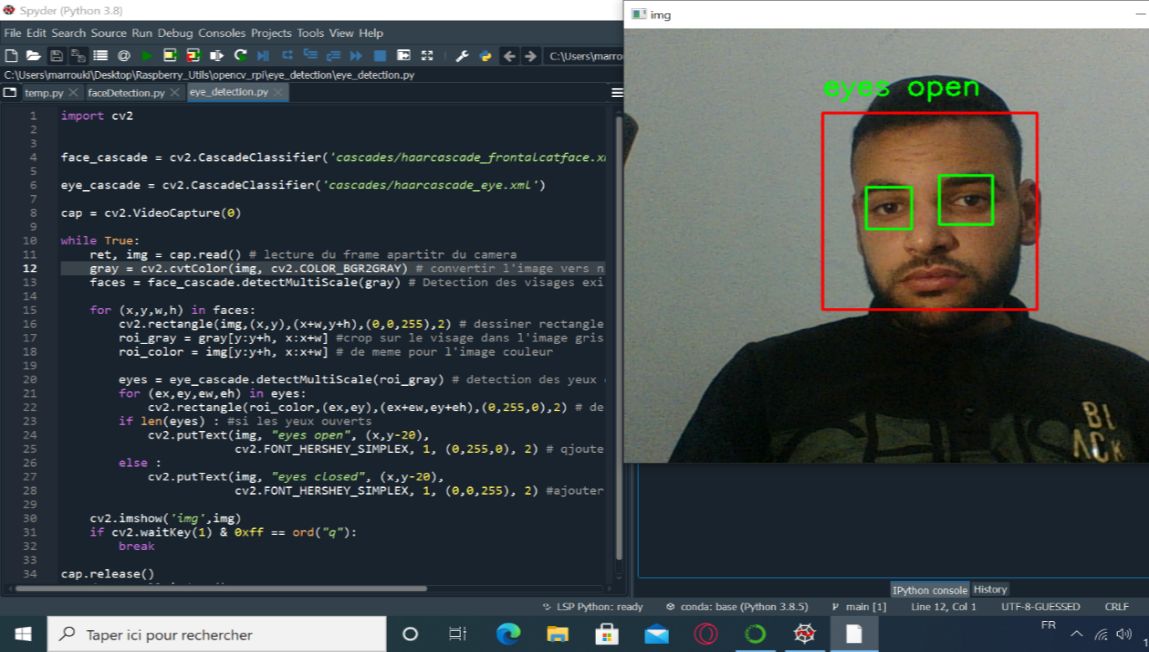 Spyder (Python 3.8)
File Edit Search Source Run Debug Consoles Projects Tools View Help
C:\Users\marrou
C:\Users\marrouki\Desktop\Raspberry_Utils\opencv_rpi\eye_detection\eye_detection.py
temp.py
faceDetection.py
eye_detection.py
1 import cv2
2
3
4 face_cascade = cv2.CascadeClassifier('cascades/haarcascade_frontalcatface.x
5
6 eye_cascade = cv2.CascadeClassifier('cascades/haarcascade_eye.xml')
7
8 cap = cv2.VideoCapture(0)
9
10 while True:
11 ret, img = cap.read() # lecture du frame apartitr du camera
12 gray = cv2.cvtColor(img, cv2.COLOR_BGR2GRAY) # convertir l'image vers n
13 faces = face_cascade.detectMultiScale(gray) # Detection des visages exi
14
15 for (x,y,w,h) in faces:
16 cv2.rectangle(img,(x,y),(x+w,y+h),(0,0,255),2) # dessiner rectangle
17 roi_gray = gray[y:y+h, x:x+w] #crop sur le visage dans l'image gris
18 roi_color = img[y:y+h, x:x+w] # de meme pour l'image couleur
19
20 eyes = eye_cascade.detectMultiScale(roi_gray) # detection des yeux
21 for (ex,ey,ew,eh) in eyes:
22 cv2.rectangle(roi_color,(ex,ey),(ex+ew,ey+eh),(0,255,0),2) # de
23 if len(eyes) : #si les yeux ouverts
24 cv2.putText(img, "eyes open", (x,y-20),
25 cv2.FONT_HERSHEY_SIMPLEX, 1, (0,255,0), 2) # qjoute
26 else :
27 cv2.putText(img, "eyes closed", (x,y-20),
28 cv2.FONT_HERSHEY_SIMPLEX, 1, (0,0,255), 2) #ajouter
29
30 cv2.imshow('img',img)
31 if cv2.waitKey(1) & 0xff == ord("q"):
32 break
33
34 cap.release()
img
eyes open
BL
ACK
IPython console
History
LSP Python: ready
conda: base (Python 3.8.5)
main [1]
Line 12, Col 1
UTF-8-GUESSED
CRLF
Taper ici pour rechercher
FR
1